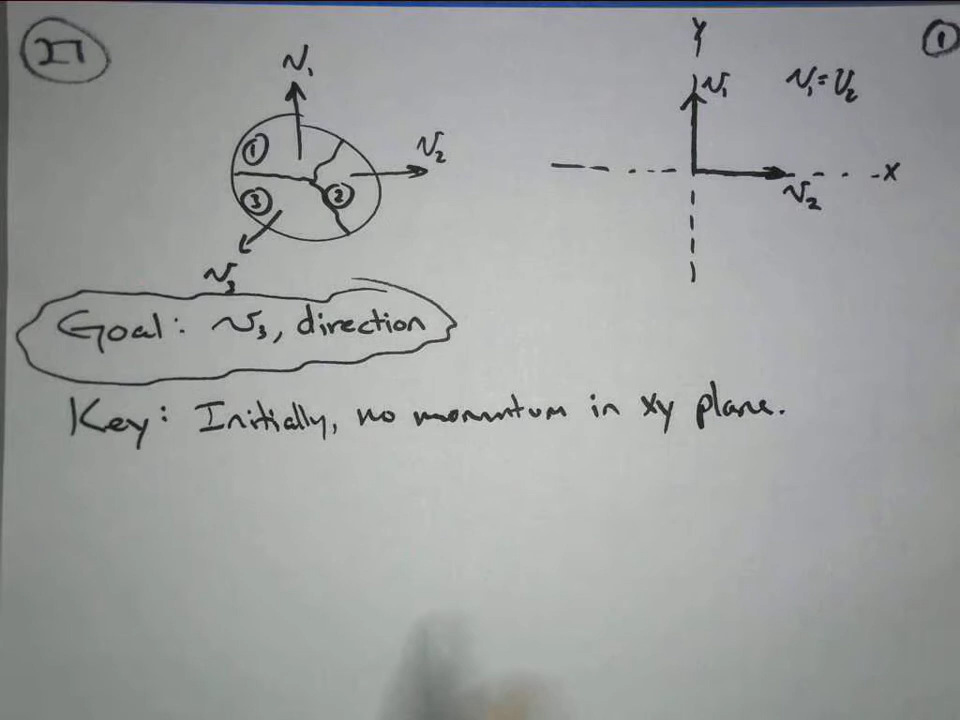 27
1
v₁
1
v₂
3
2
v₃
Y
v₁
v₁ = v₂
X
v₂
Goal: v₃, direction
Key: Initially, no momentum in xy plane.